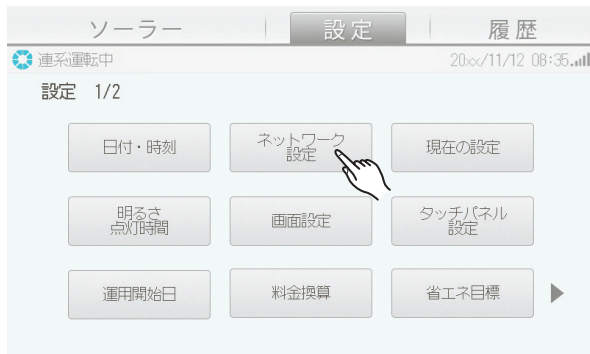 ソーラー 設定 履歴
連系運転中 20××/11/12 08:35
設定 1/2
日付・時刻 ネットワーク
設定 現在の設定
明るさ
点灯時間 画面設定 タッチパネル
設定
運用開始日 料金換算 省エネ目標